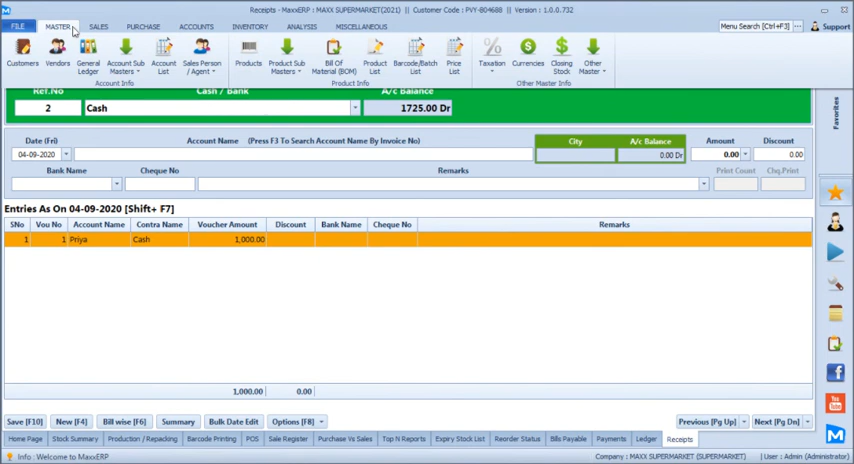 Receipts - MaxxERP : MAXX SUPERMARKET(2021) || Customer Code : PVY-804688 || Version : 1.0.0.732
FILE MASTER SALES PURCHASE ACCOUNTS INVENTORY ANALYSIS MISCELLANEOUS Menu Search [Ctrl+F3] ... Support
Customers Vendors General Ledger Account Sub Masters Account List Sales Person / Agent Products Product Sub Masters Bill Of Material (BOM) Product List Barcode/Batch List Price List Taxation Currencies Closing Stock Other Master
Account Info Product Info Other Master Info
Ref.No Cash / Bank A/c Balance
2 Cash 1725.00 Dr
Favorites
Date (Fri) Account Name (Press F3 To Search Account Name By Invoice No) City A/c Balance Amount Discount
04-09-2020 0.00 Dr 0.00 0.00
Bank Name Cheque No Remarks Print Count Chq.Print
Entries As On 04-09-2020 [Shift+ F7]
SNo Vou No Account Name Contra Name Voucher Amount Discount Bank Name Cheque No Remarks
1 1 Priya Cash 1,000.00
1,000.00 0.00
Save [F10] New [F4] Bill wise [F6] Summary Bulk Date Edit Options [F8] Previous [Pg Up] Next [Pg Dn]
Home Page Stock Summary Production / Repacking Barcode Printing POS Sale Register Purchase Vs Sales Top N Reports Expiry Stock List Reorder Status Bills Payable Payments Ledger Receipts
Info : Welcome to MaxxERP Company : MAXX SUPERMARKET (SUPERMARKET) | User : Admin (Administrator)
You Tube